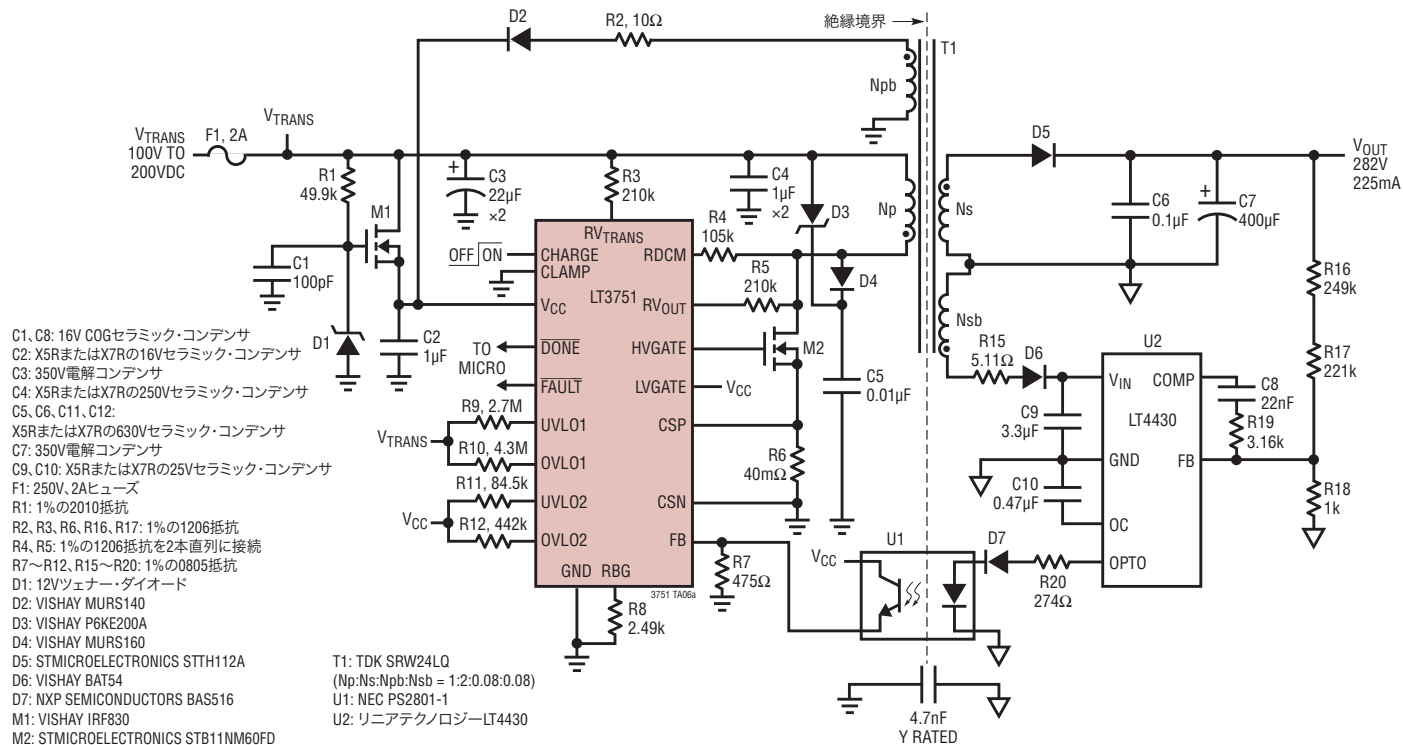 D2
R2, 10Ω
絶縁境界
T1
Npb
VTRANS
100V TO
200VDC
F1, 2A
VTRANS
R1
49.9k
M1
C3
22μF
×2
R3
210k
C4
1μF
×2
D3
Np
Ns
D5
C6
0.1μF
C7
400μF
VOUT
282V
225mA
C1
100pF
D1
C2
1μF
OFF ON
RVTRANS
CHARGE
CLAMP
VCC
DONE
FAULT
UVLO1
OVLO1
UVLO2
OVLO2
GND RBG
LT3751
RDCM
RVOUT
HVGATE
LVGATE
CSP
CSN
FB
3751 TA06a
TO
MICRO
R4
105k
R5
210k
D4
M2
VCC
C5
0.01μF
R6
40mΩ
VTRANS
R9, 2.7M
R10, 4.3M
VCC
R11, 84.5k
R12, 442k
R7
475Ω
R8
2.49k
Nsb
R15
5.11Ω
D6
U2
VIN
COMP
LT4430
GND
FB
OC
OPTO
C9
3.3μF
C10
0.47μF
C8
22nF
R19
3.16k
R16
249k
R17
221k
R18
1k
VCC
U1
D7
R20
274Ω
4.7nF
Y RATED
C1、C8: 16V COGセラミック・コンデンサ
C2: X5RまたはX7Rの16Vセラミック・コンデンサ
C3: 350V電解コンデンサ
C4: X5RまたはX7Rの250Vセラミック・コンデンサ
C5、C6、C11、C12:
X5RまたはX7Rの630Vセラミック・コンデンサ
C7: 350V電解コンデンサ
C9、C10: X5RまたはX7Rの25Vセラミック・コンデンサ
F1: 250V、2Aヒューズ
R1: 1%の2010抵抗
R2、R3、R6、R16、R17: 1%の1206抵抗
R4、R5: 1%の1206抵抗を2本直列に接続
R7～R12、R15～R20: 1%の0805抵抗
D1: 12Vツェナー・ダイオード
D2: VISHAY MURS140
D3: VISHAY P6KE200A
D4: VISHAY MURS160
D5: STMICROELECTRONICS STTH112A
D6: VISHAY BAT54
D7: NXP SEMICONDUCTORS BAS516
M1: VISHAY IRF830
M2: STMICROELECTRONICS STB11NM60FD
T1: TDK SRW24LQ
(Np:Ns:Npb:Nsb = 1:2:0.08:0.08)
U1: NEC PS2801-1
U2: リニアテクノロジーLT4430